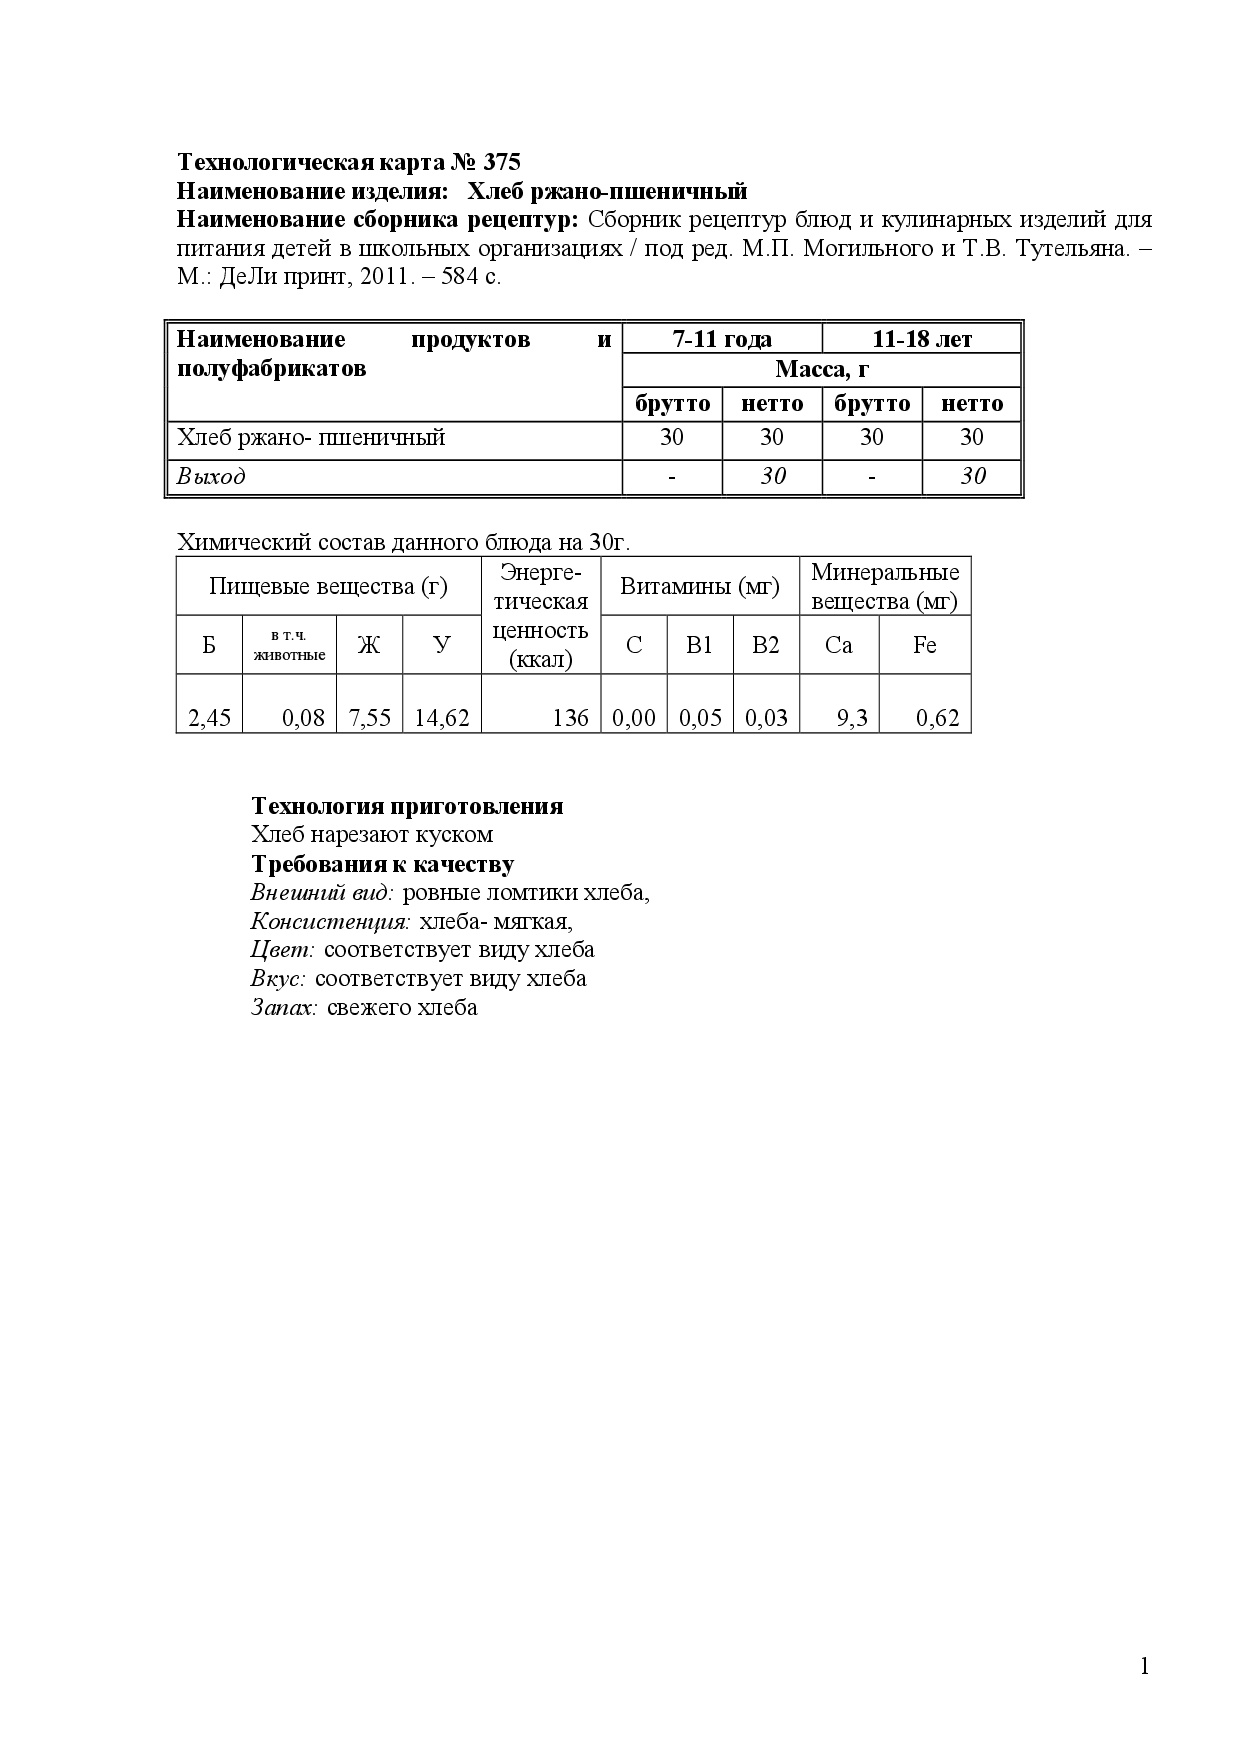 Технологическая карта № 375
Наименование изделия: Хлеб ржано-пшеничный
Наименование сборника рецептур: Сборник рецептур блюд и кулинарных изделий для
питания детей в школьных организациях / под ред. М.П. Могильного и Т.В. Тутельяна. –
М.: ДеЛи принт, 2011. – 584 с.
Наименование продуктов и полуфабрикатов
7-11 года 11-18 лет
Масса, г
брутто нетто брутто нетто
Хлеб ржано- пшеничный 30 30 30 30
Выход - 30 - 30
Химический состав данного блюда на 30г.
Пищевые вещества (г)
Энерге-
тическая
ценность
(ккал)
Витамины (мг)
Минеральные
вещества (мг)
Б
в т.ч.
животные
Ж У С В1 В2 Са Fe
2,45 0,08 7,55 14,62 136 0,00 0,05 0,03 9,3 0,62
Технология приготовления
Хлеб нарезают куском
Требования к качеству
Внешний вид: ровные ломтики хлеба,
Консистенция: хлеба- мягкая,
Цвет: соответствует виду хлеба
Вкус: соответствует виду хлеба
Запах: свежего хлеба
1